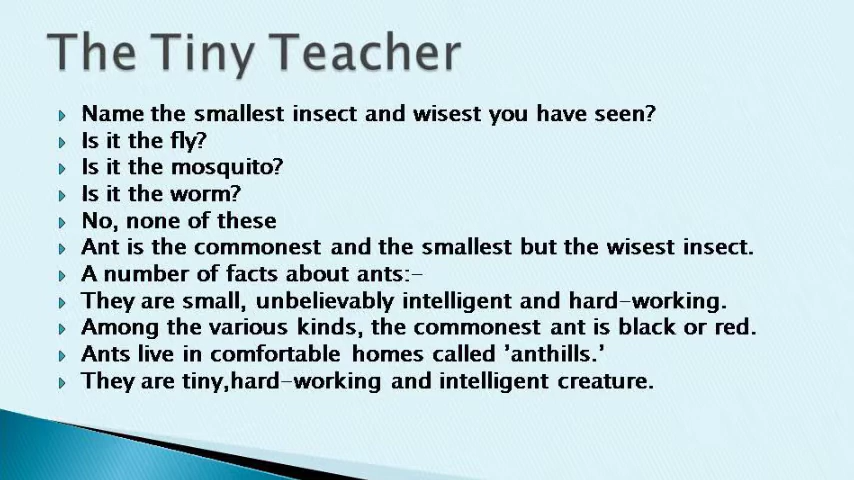 The Tiny Teacher
Name the smallest insect and wisest you have seen?
Is it the fly?
Is it the mosquito?
Is it the worm?
No, none of these
Ant is the commonest and the smallest but the wisest insect.
A number of facts about ants:-
They are small, unbelievably intelligent and hard-working.
Among the various kinds, the commonest ant is black or red.
Ants live in comfortable homes called ’anthills.’
They are tiny,hard-working and intelligent creature.